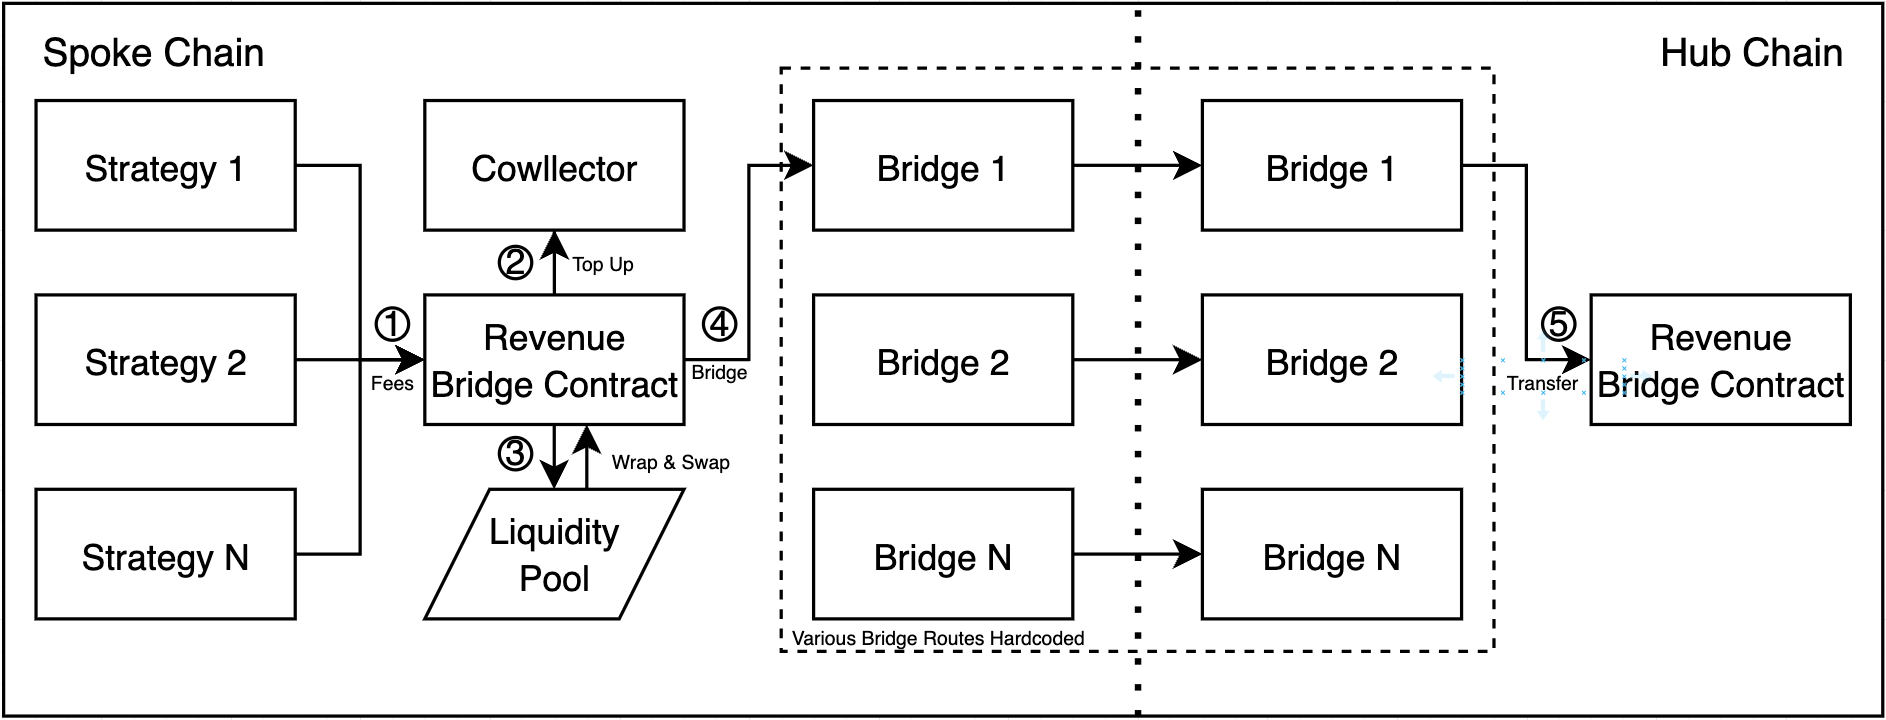 Spoke Chain
Hub Chain
Strategy 1
Cowllector
Bridge 1
Bridge 1
②
Top Up
Strategy 2
①
Fees
Revenue
Bridge Contract
④
Bridge
Bridge 2
Bridge 2
⑤
Transfer
Revenue
Bridge Contract
③
Wrap & Swap
Strategy N
Liquidity
Pool
Bridge N
Bridge N
Various Bridge Routes Hardcoded